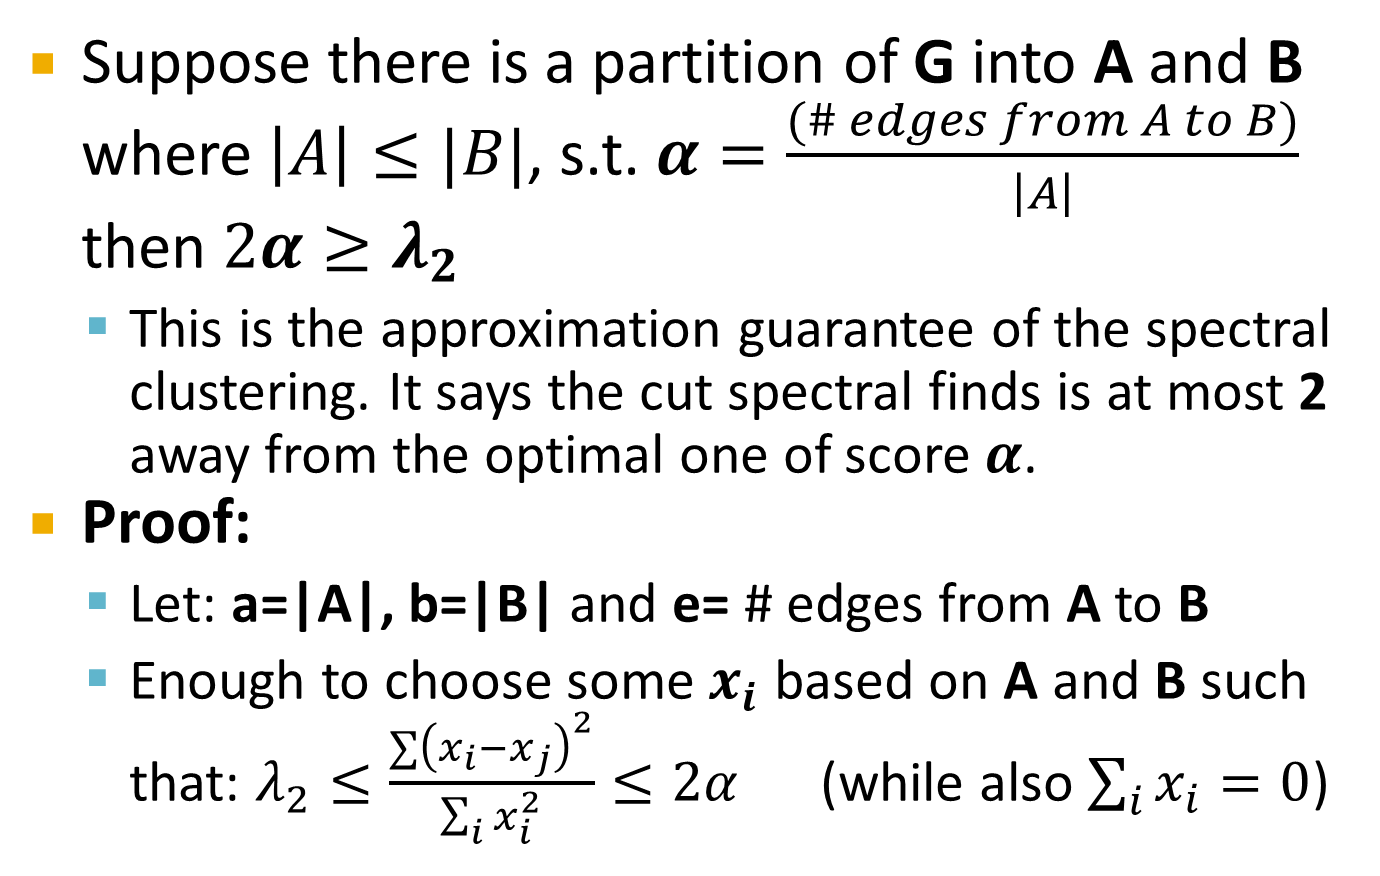 Suppose there is a partition of G into A and B
where |A| ≤ |B|, s.t. α = (# edges from A to B) / |A|
then 2α ≥ λ₂
This is the approximation guarantee of the spectral
clustering. It says the cut spectral finds is at most 2
away from the optimal one of score α.
Proof:
Let: a=|A|, b=|B| and e= # edges from A to B
Enough to choose some xᵢ based on A and B such
that: λ₂ ≤ ∑(xᵢ−xⱼ)² / ∑ᵢ xᵢ² ≤ 2α (while also ∑ᵢ xᵢ = 0)